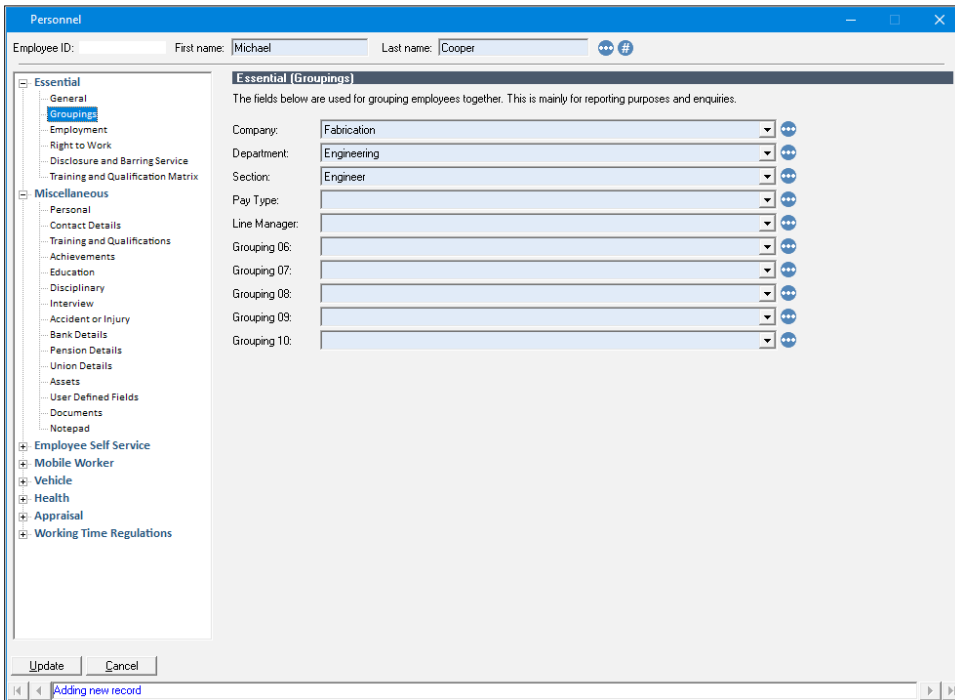 Personnel
Employee ID: First name: Michael Last name: Cooper #
Essential
General
Groupings
Employment
Right to Work
Disclosure and Barring Service
Training and Qualification Matrix
Miscellaneous
Personal
Contact Details
Training and Qualifications
Achievements
Education
Disciplinary
Interview
Accident or Injury
Bank Details
Pension Details
Union Details
Assets
User Defined Fields
Documents
Notepad
Employee Self Service
Mobile Worker
Vehicle
Health
Appraisal
Working Time Regulations
Essential (Groupings)
The fields below are used for grouping employees together. This is mainly for reporting purposes and enquiries.
Company: Fabrication
Department: Engineering
Section: Engineer
Pay Type:
Line Manager:
Grouping 06:
Grouping 07:
Grouping 08:
Grouping 09:
Grouping 10:
Update Cancel
Adding new record